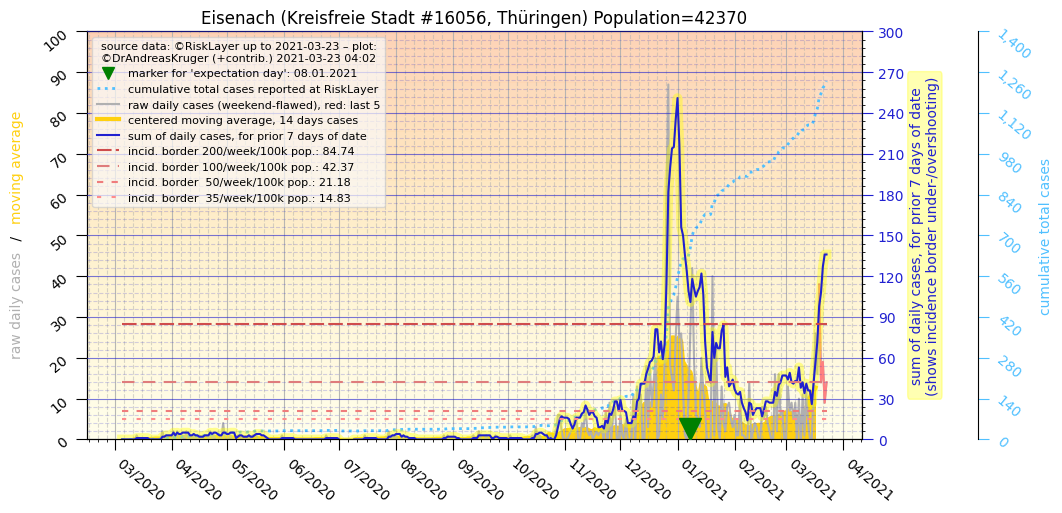 Eisenach (Kreisfreie Stadt #16056, Thüringen) Population=42370
source data: ©RiskLayer up to 2021-03-23 – plot:
©DrAndreasKruger (+contrib.) 2021-03-23 04:02
marker for 'expectation day': 08.01.2021
cumulative total cases reported at RiskLayer
raw daily cases (weekend-flawed), red: last 5
centered moving average, 14 days cases
sum of daily cases, for prior 7 days of date
incid. border 200/week/100k pop.: 84.74
incid. border 100/week/100k pop.: 42.37
incid. border  50/week/100k pop.: 21.18
incid. border  35/week/100k pop.: 14.83
raw daily cases  /  moving average
100
90
80
70
60
50
40
30
20
10
0
03/2020
04/2020
05/2020
06/2020
07/2020
08/2020
09/2020
10/2020
11/2020
12/2020
01/2021
02/2021
03/2021
04/2021
300
270
240
210
180
150
120
90
60
30
0
sum of daily cases, for prior 7 days of date
(shows incidence border under-/overshooting)
1,400
1,260
1,120
980
840
700
560
420
280
140
0
cumulative total cases